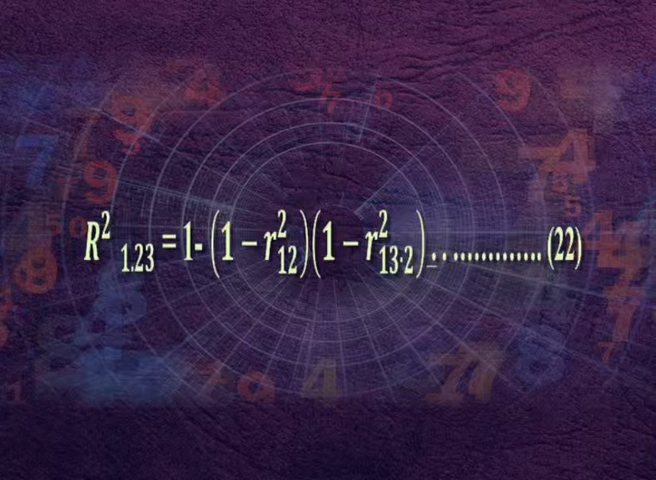 R² ₁.₂₃ = 1- (1 − r²₁₂)(1 − r²₁₃.₂) ............... (22)